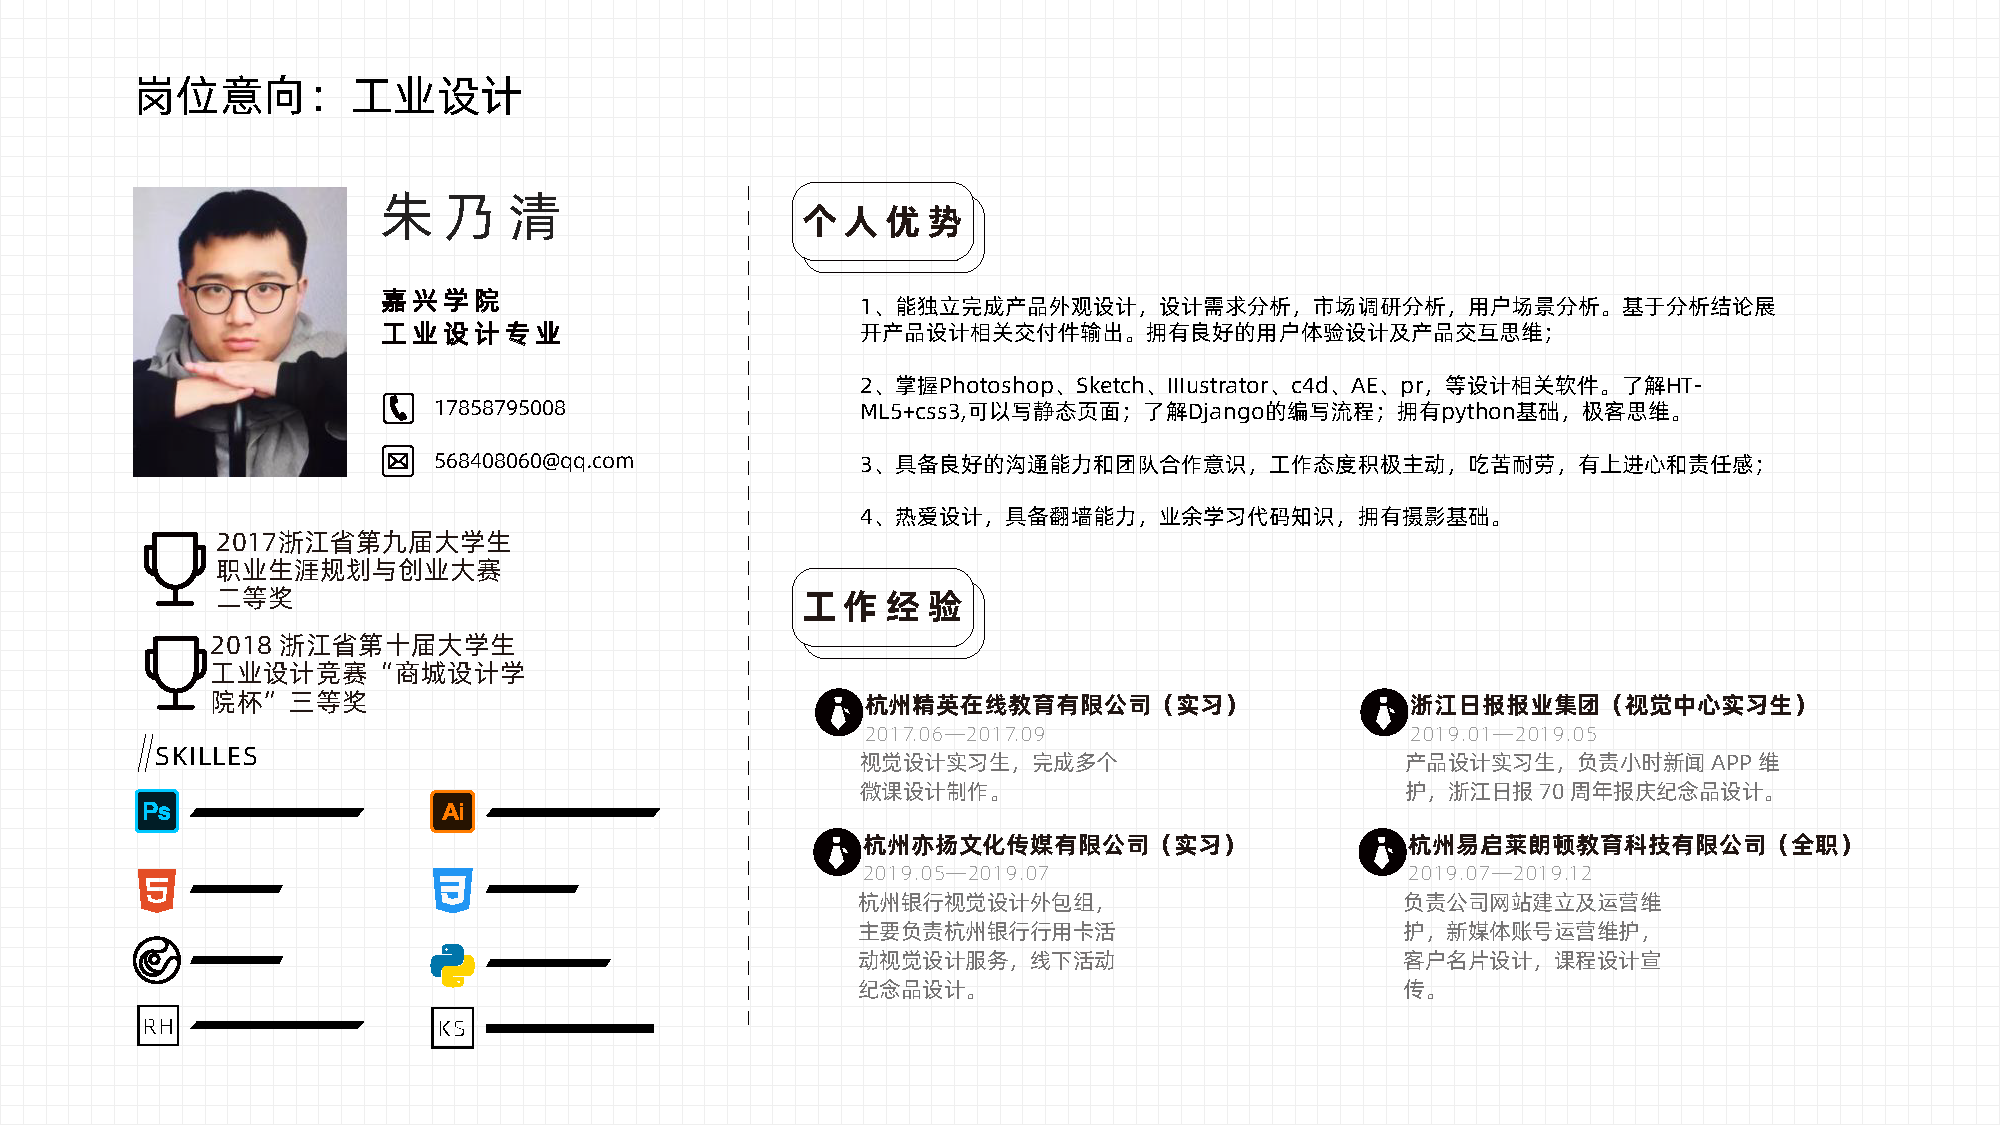 岗位意向：工业设计
朱乃清
嘉兴学院
工业设计专业
17858795008
568408060@qq.com
2017浙江省第九届大学生
职业生涯规划与创业大赛
二等奖
2018 浙江省第十届大学生
工业设计竞赛“商城设计学
院杯”三等奖
SKILLES
Ps
Ai
5
3
RH
KS
个人优势
1、能独立完成产品外观设计，设计需求分析，市场调研分析，用户场景分析。基于分析结论展
开产品设计相关交付件输出。拥有良好的用户体验设计及产品交互思维；
2、掌握Photoshop、Sketch、IIIustrator、c4d、AE、pr，等设计相关软件。了解HT-
ML5+css3,可以写静态页面；了解Django的编写流程；拥有python基础，极客思维。
3、具备良好的沟通能力和团队合作意识，工作态度积极主动，吃苦耐劳，有上进心和责任感；
4、热爱设计，具备翻墙能力，业余学习代码知识，拥有摄影基础。
工作经验
杭州精英在线教育有限公司（实习）
2017.06—2017.09
视觉设计实习生，完成多个
微课设计制作。
浙江日报报业集团（视觉中心实习生）
2019.01—2019.05
产品设计实习生，负责小时新闻 APP 维
护，浙江日报 70 周年报庆纪念品设计。
杭州亦扬文化传媒有限公司（实习）
2019.05—2019.07
杭州银行视觉设计外包组，
主要负责杭州银行行用卡活
动视觉设计服务，线下活动
纪念品设计。
杭州易启莱朗顿教育科技有限公司（全职）
2019.07—2019.12
负责公司网站建立及运营维
护，新媒体账号运营维护，
客户名片设计，课程设计宣
传。